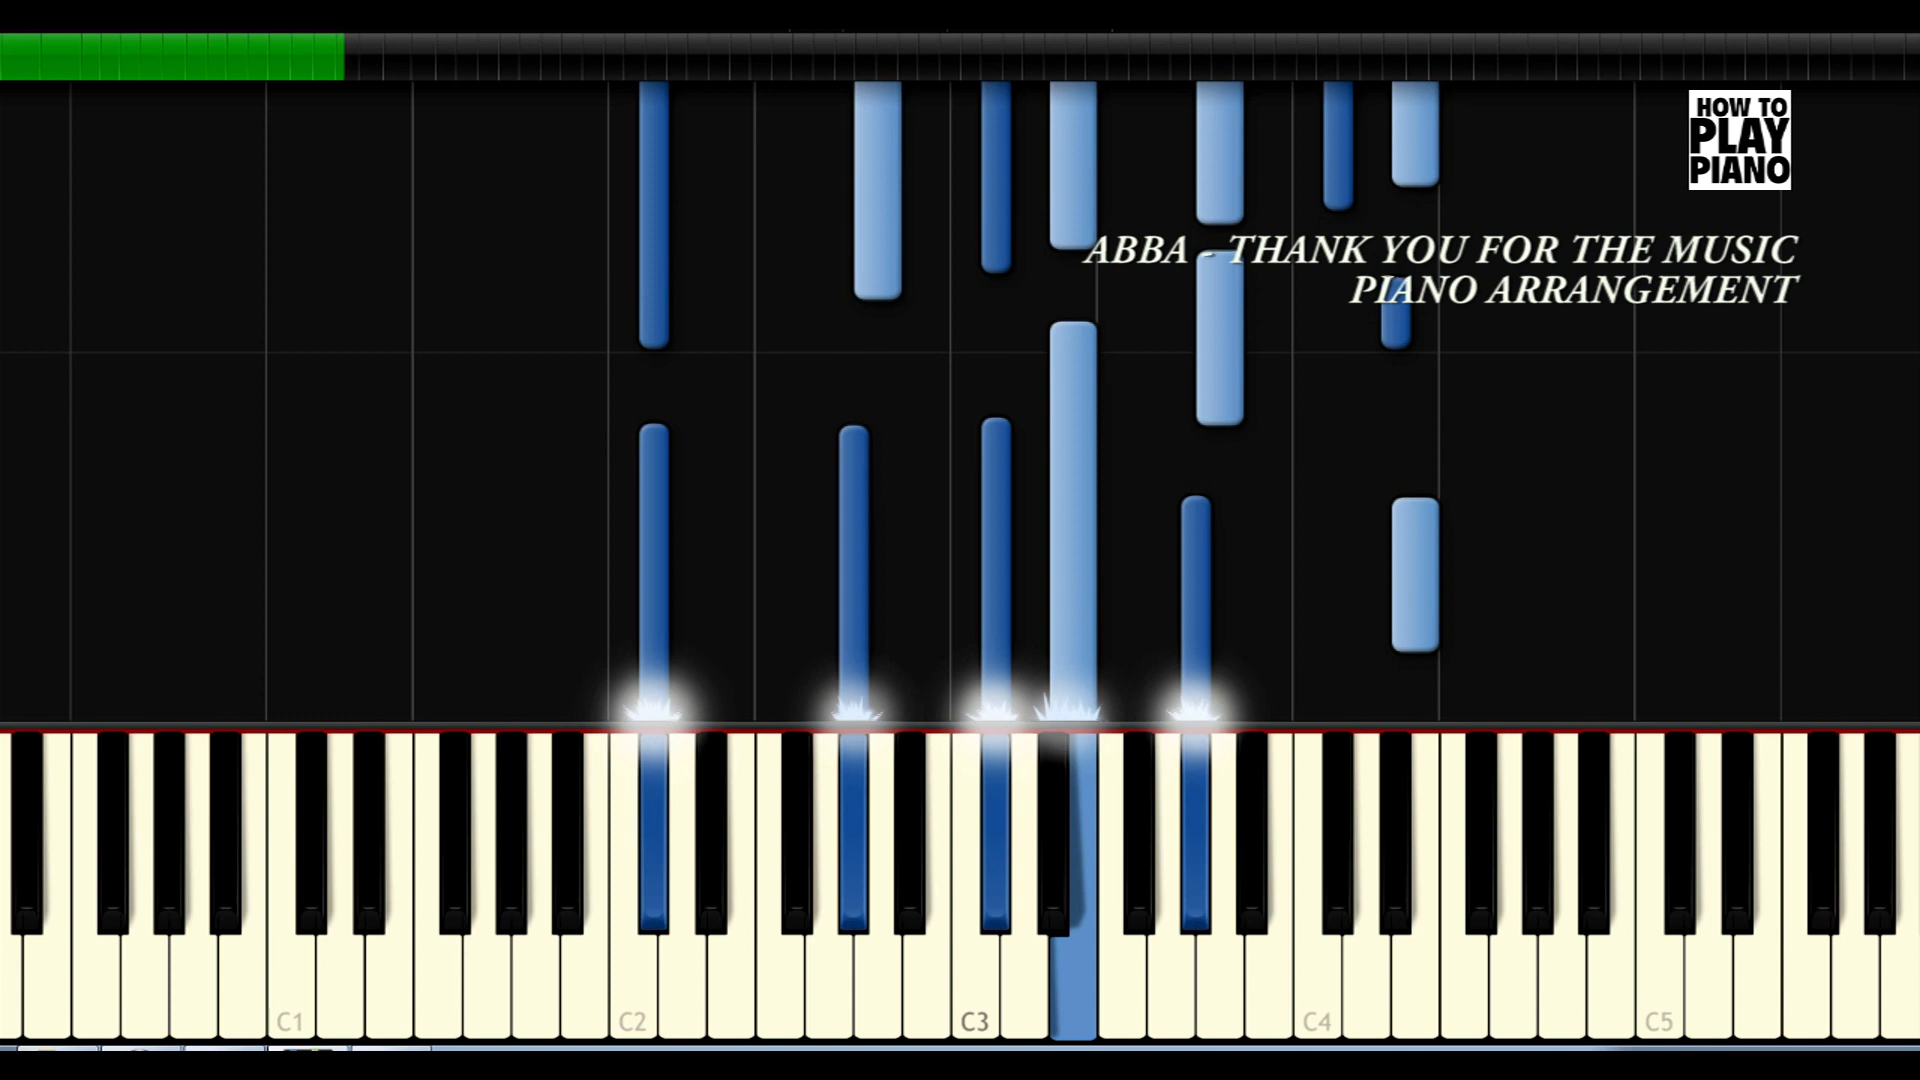 HOW TO
PLAY
PIANO
ABBA - THANK YOU FOR THE MUSIC
PIANO ARRANGEMENT
C1 C2 C3 C4 C5